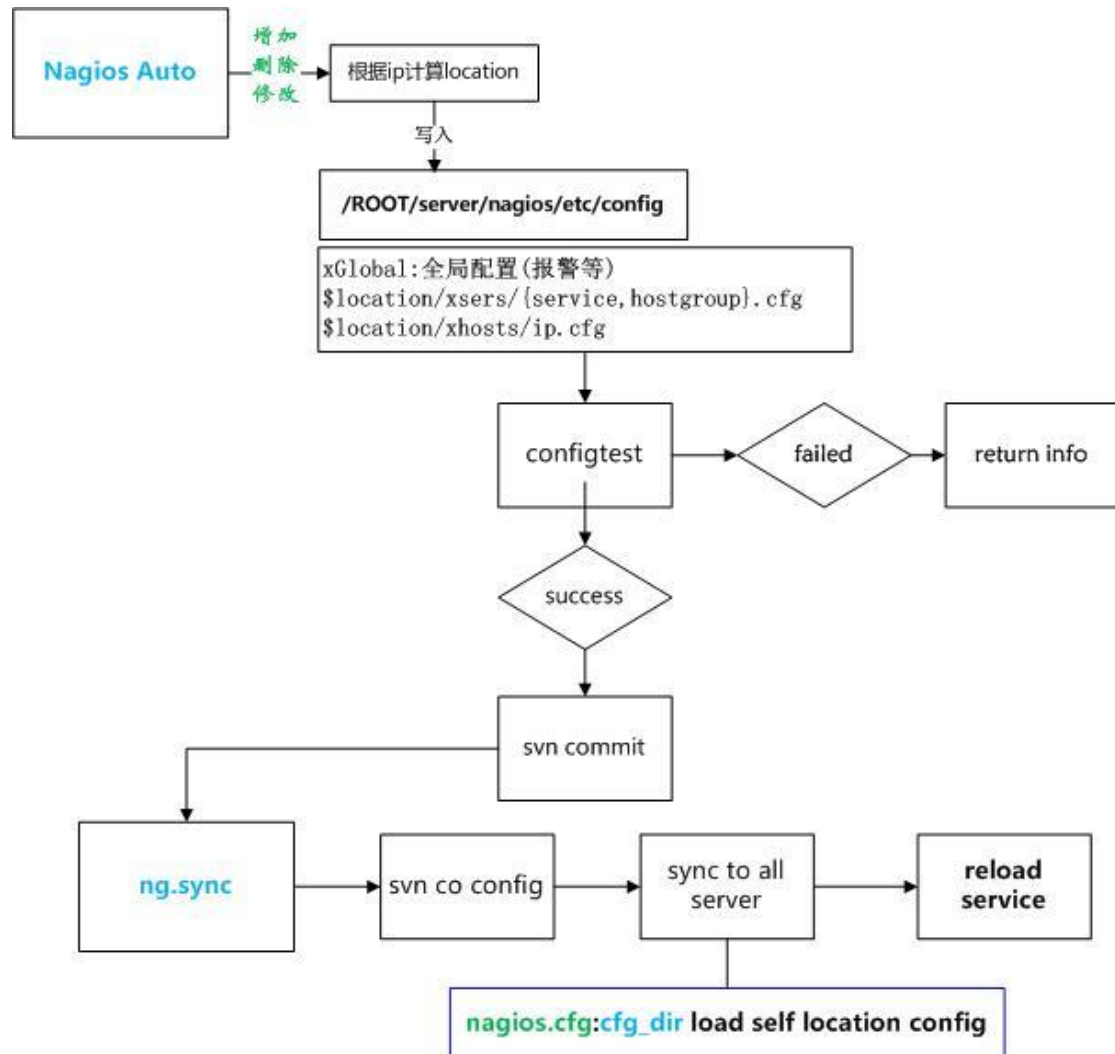 Nagios Auto
增加
删除
修改
根据ip计算location
写入
/ROOT/server/nagios/etc/config
xGlobal:全局配置(报警等)
$location/xsers/{service,hostgroup}.cfg
$location/xhosts/ip.cfg
configtest
failed
return info
success
svn commit
ng.sync
svn co config
sync to all
server
reload
service
nagios.cfg:cfg_dir load self location config